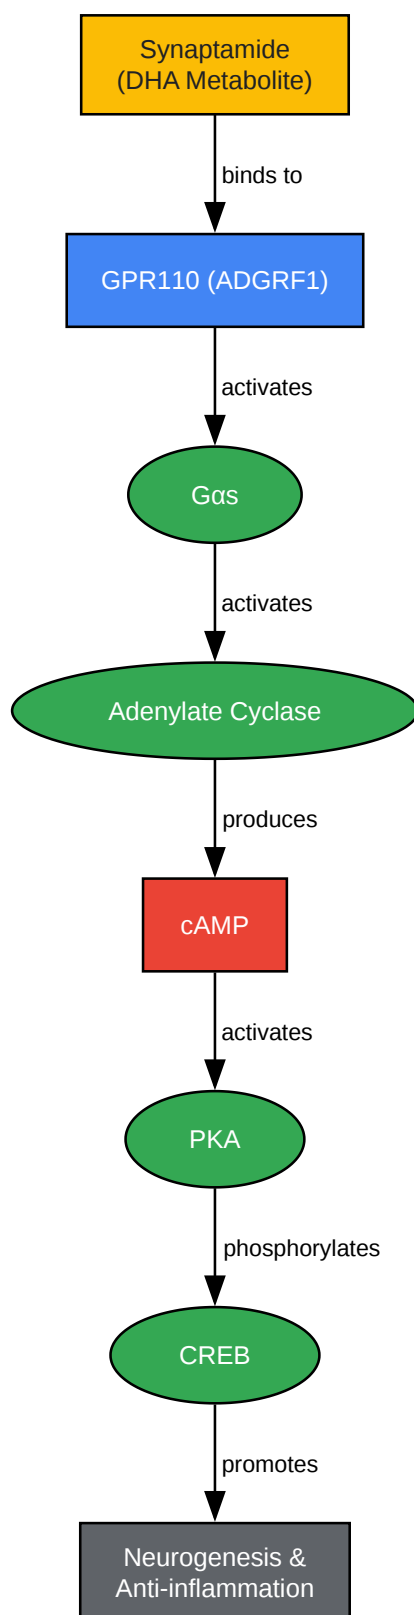 Synaptamide
(DHA Metabolite)
binds to
GPR110 (ADGRF1)
activates
Gαs
activates
Adenylate Cyclase
produces
cAMP
activates
PKA
phosphorylates
CREB
promotes
Neurogenesis &
Anti-inflammation